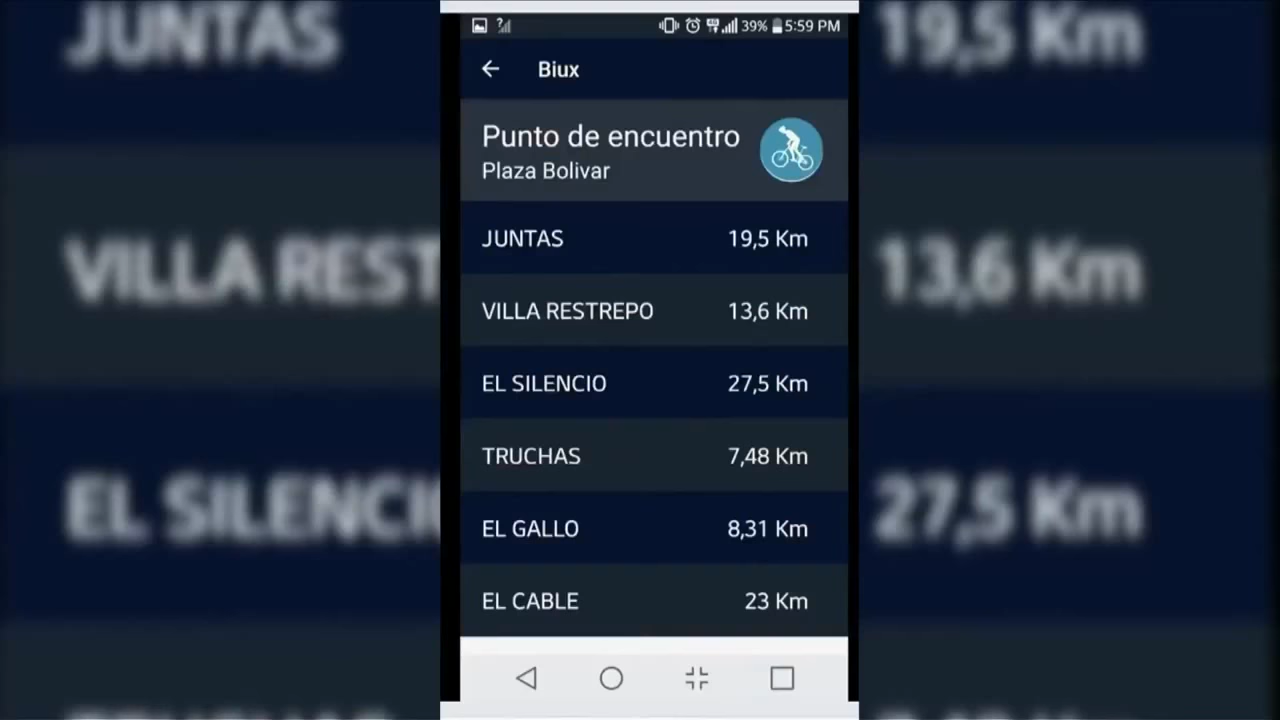 39% 5:59 PM
Biux
Punto de encuentro
Plaza Bolivar
JUNTAS 19,5 Km
VILLA RESTREPO 13,6 Km
EL SILENCIO 27,5 Km
TRUCHAS 7,48 Km
EL GALLO 8,31 Km
EL CABLE 23 Km